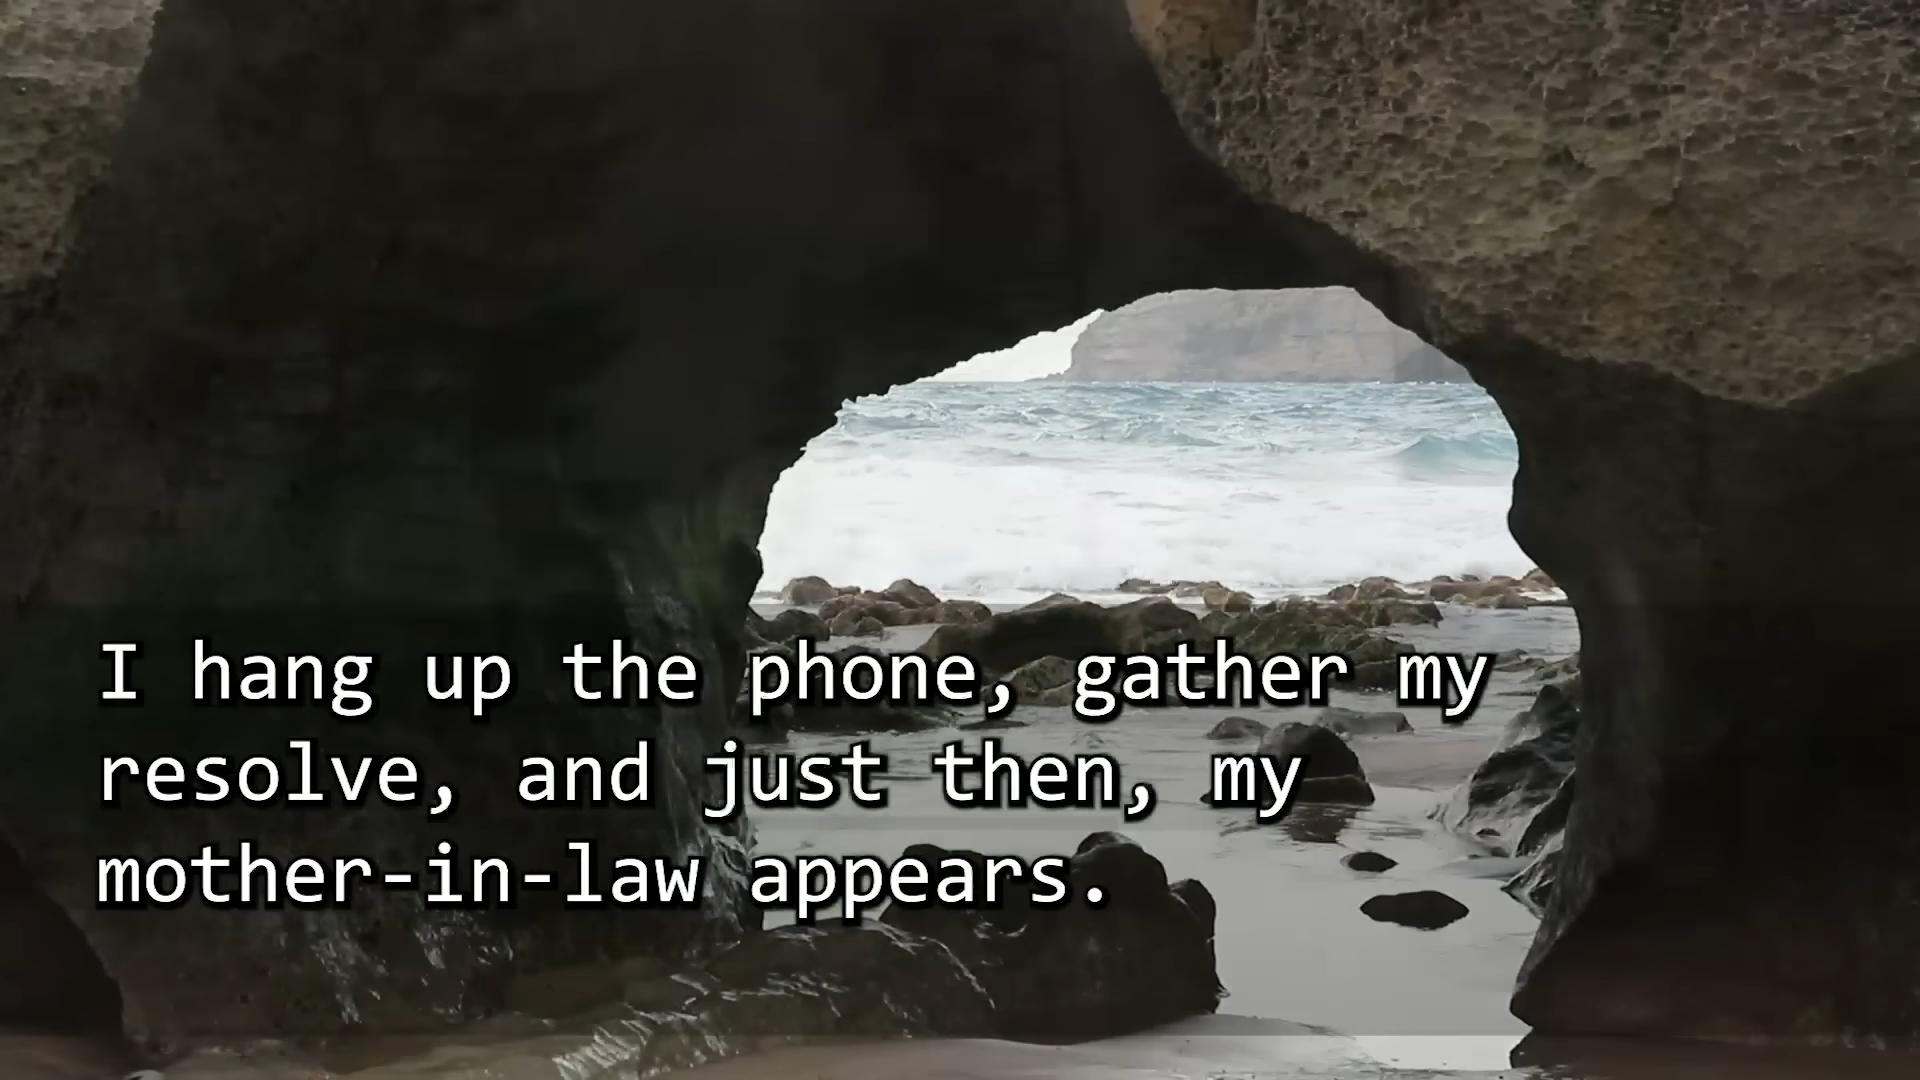 I hang up the phone, gather my
resolve, and just then, my
mother-in-law appears.